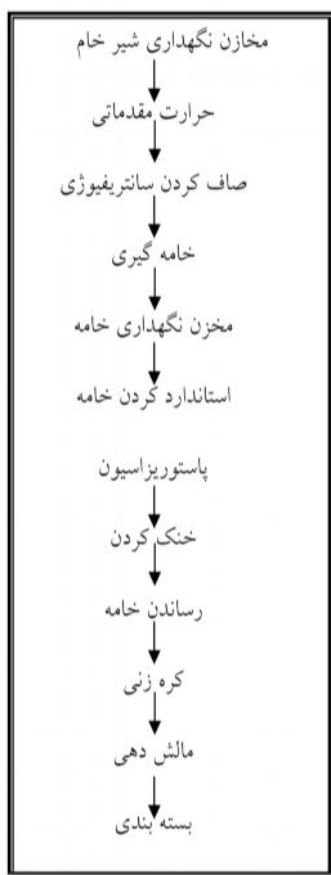 مخازن نگهداری شیر خام
حرارت مقدماتی
صاف کردن سانتریفیوژی
خامه گیری
مخزن نگهداری خامه
استاندارد کردن خامه
پاستوریزاسیون
خنک کردن
رساندن خامه
کره زنی
مالش دهی
بسته بندی